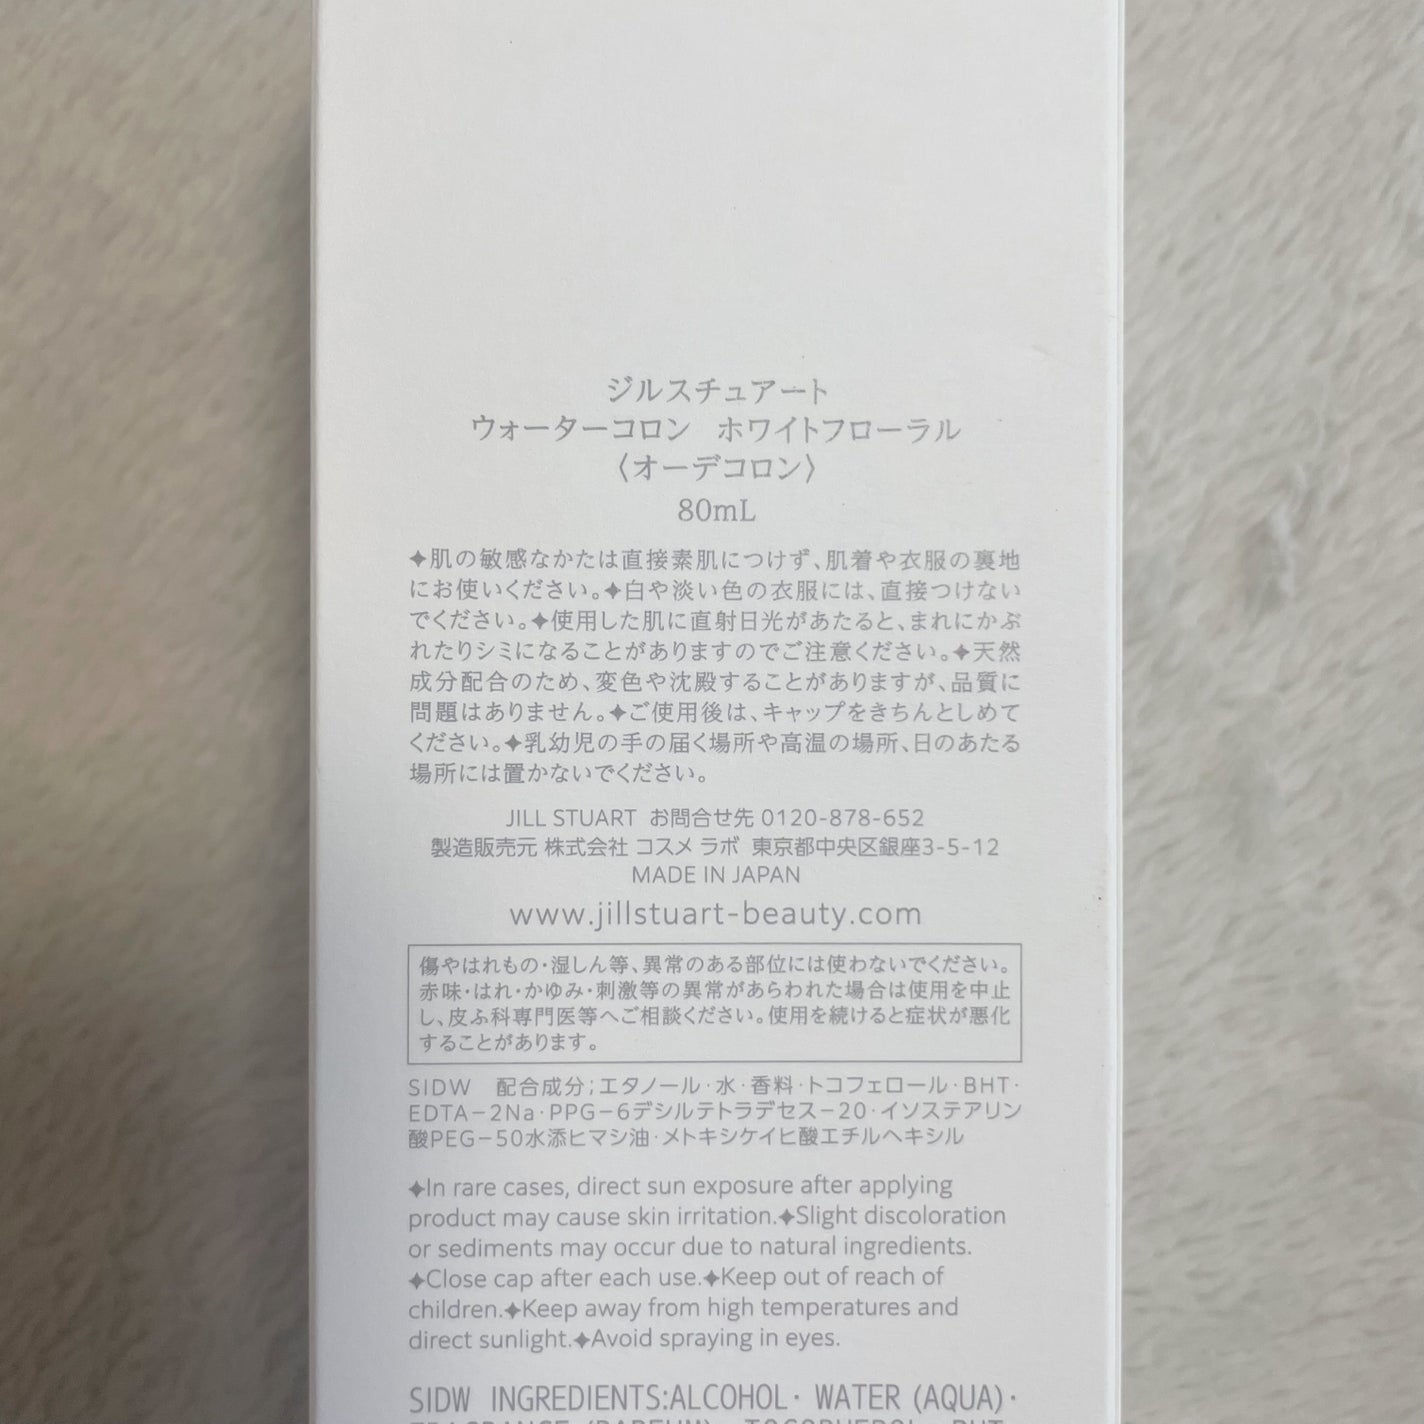 ジルスチュアート
ウォーターコロン ホワイトフローラル
〈オーデコロン〉
80mL
✦肌の敏感なかたは直接素肌につけず、肌着や衣服の裏地
にお使いください。✦白や淡い色の衣服には、直接つけない
でください。✦使用した肌に直射日光があたると、まれにかぶ
れたりシミになることがありますのでご注意ください。✦天然
成分配合のため、変色や沈殿することがありますが、品質に
問題はありません。✦ご使用後は、キャップをきちんとしめて
ください。✦乳幼児の手の届く場所や高温の場所、日のあたる
場所には置かないでください。
JILL STUART お問合せ先 0120-878-652
製造販売元 株式会社 コスメ ラボ 東京都中央区銀座3-5-12
MADE IN JAPAN
www.jillstuart-beauty.com
傷やはれもの・湿しん等、異常のある部位には使わないでください。
赤味・はれ・かゆみ・刺激等の異常があらわれた場合は使用を中止
し、皮ふ科専門医等へご相談ください。使用を続けると症状が悪化
することがあります。
SIDW 配合成分；エタノール・水・香料・トコフェロール・BHT・
EDTA－2Na・PPG－6デシルテトラデセス－20・イソステアリン
酸PEG－50水添ヒマシ油・メトキシケイヒ酸エチルヘキシル
✦In rare cases, direct sun exposure after applying
product may cause skin irritation.✦Slight discoloration
or sediments may occur due to natural ingredients.
✦Close cap after each use.✦Keep out of reach of
children.✦Keep away from high temperatures and
direct sunlight.✦Avoid spraying in eyes.
SIDW INGREDIENTS:ALCOHOL・ WATER (AQUA)・